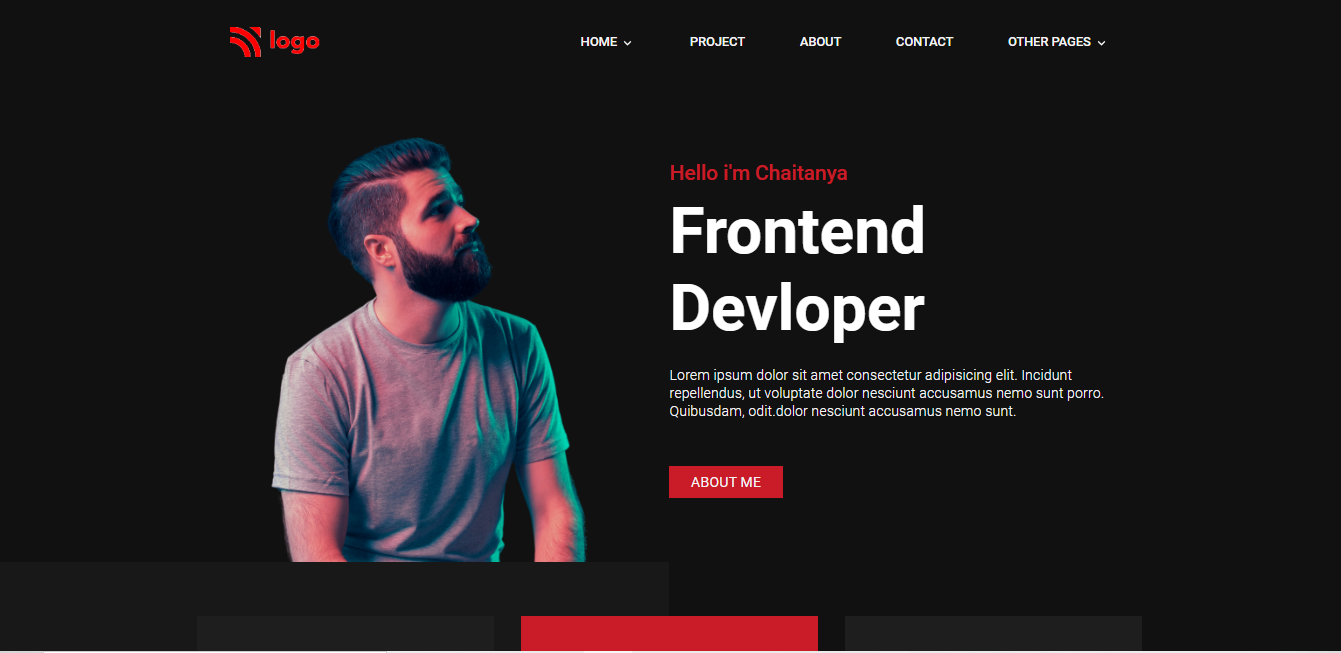 logo
HOME
PROJECT
ABOUT
CONTACT
OTHER PAGES
Hello i'm Chaitanya
Frontend
Devloper
Lorem ipsum dolor sit amet consectetur adipisicing elit. Incidunt
repellendus, ut voluptate dolor nesciunt accusamus nemo sunt porro.
Quibusdam, odit.dolor nesciunt accusamus nemo sunt.
ABOUT ME